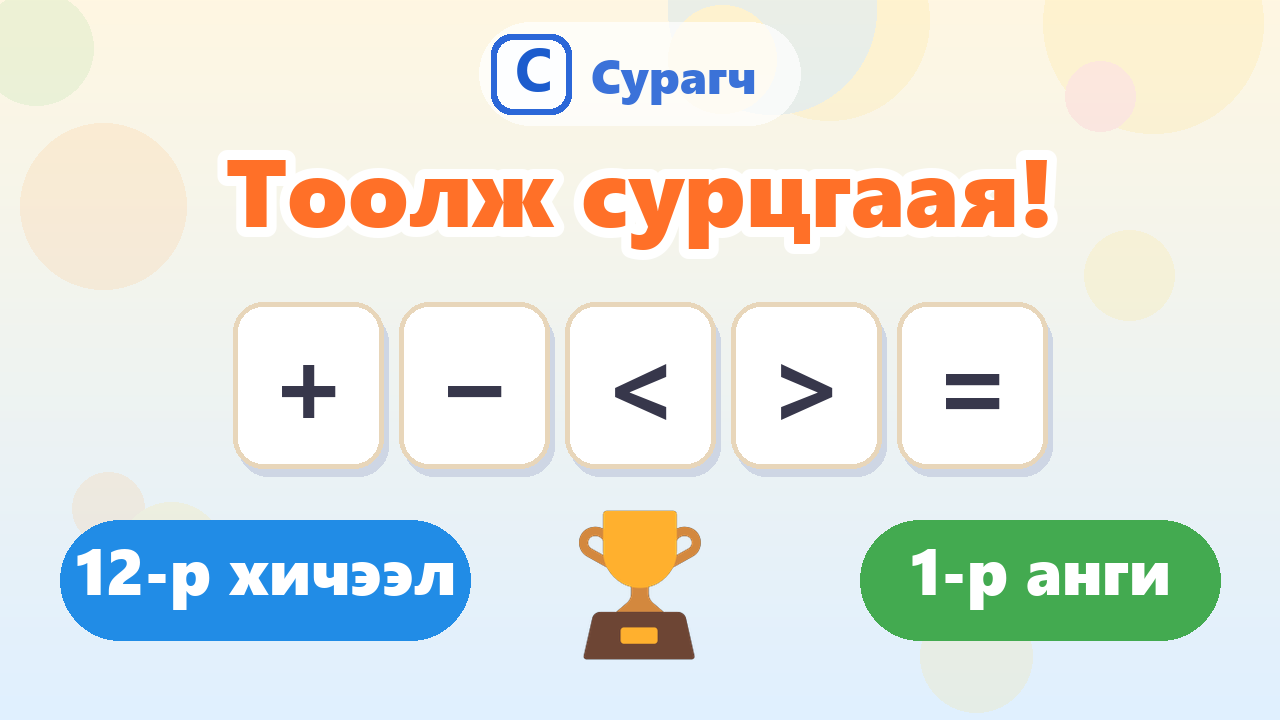 С Сурагч
Тоолж сурцгаая!
+ − < > =
12-р хичээл
1-р анги